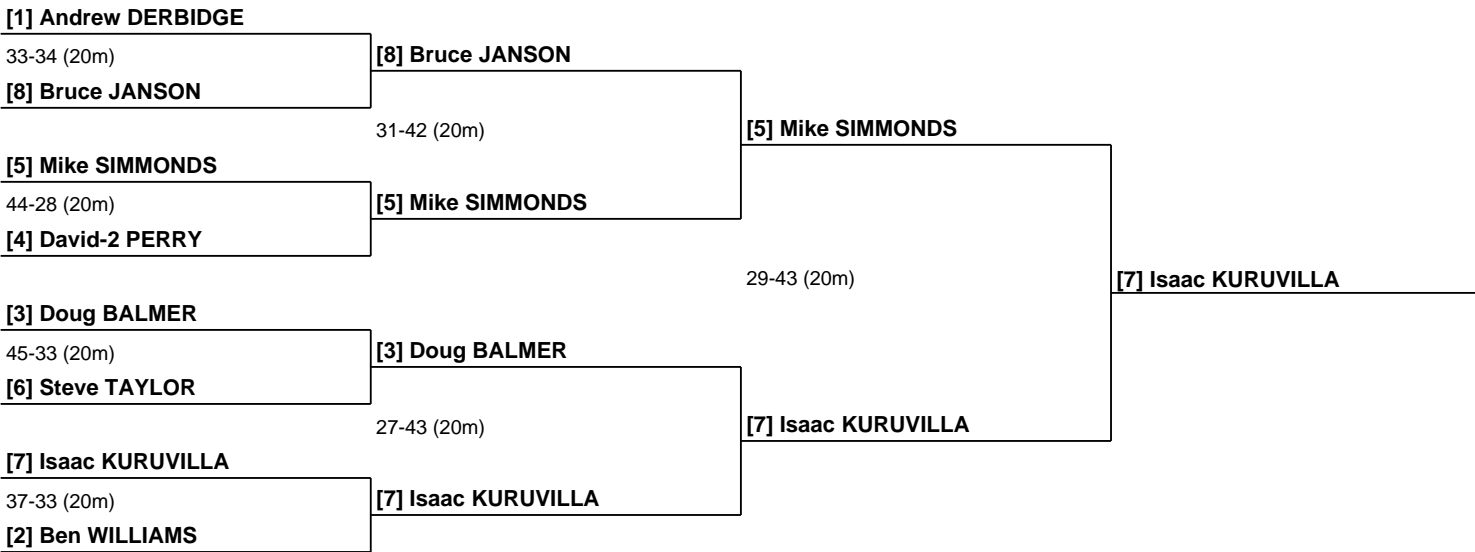 [1] Andrew DERBIDGE
33-34 (20m)
[8] Bruce JANSON
[8] Bruce JANSON
31-42 (20m)
[5] Mike SIMMONDS
[5] Mike SIMMONDS
44-28 (20m)
[5] Mike SIMMONDS
[4] David-2 PERRY
29-43 (20m)
[7] Isaac KURUVILLA
[3] Doug BALMER
45-33 (20m)
[3] Doug BALMER
[6] Steve TAYLOR
27-43 (20m)
[7] Isaac KURUVILLA
[7] Isaac KURUVILLA
37-33 (20m)
[7] Isaac KURUVILLA
[2] Ben WILLIAMS